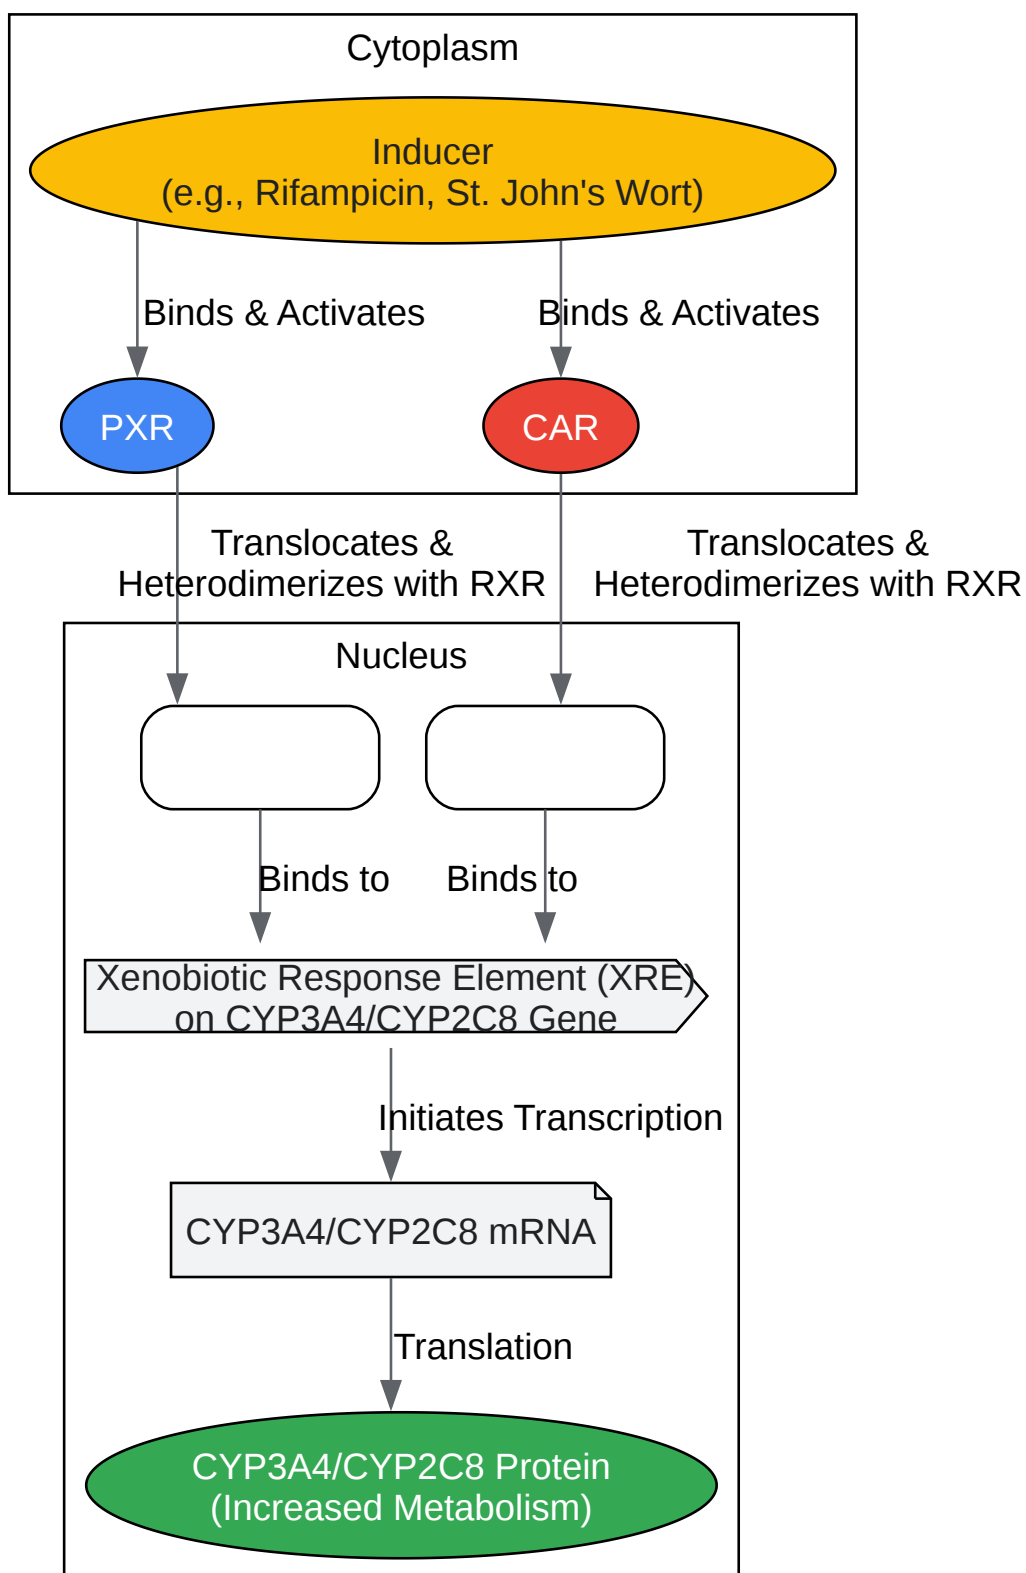 Cytoplasm
Inducer
(e.g., Rifampicin, St. John's Wort)
Binds & Activates
Binds & Activates
PXR
CAR
Translocates &
Heterodimerizes with RXR
Translocates &
Heterodimerizes with RXR
Nucleus
Binds to
Binds to
Xenobiotic Response Element (XRE)
on CYP3A4/CYP2C8 Gene
Initiates Transcription
CYP3A4/CYP2C8 mRNA
Translation
CYP3A4/CYP2C8 Protein
(Increased Metabolism)